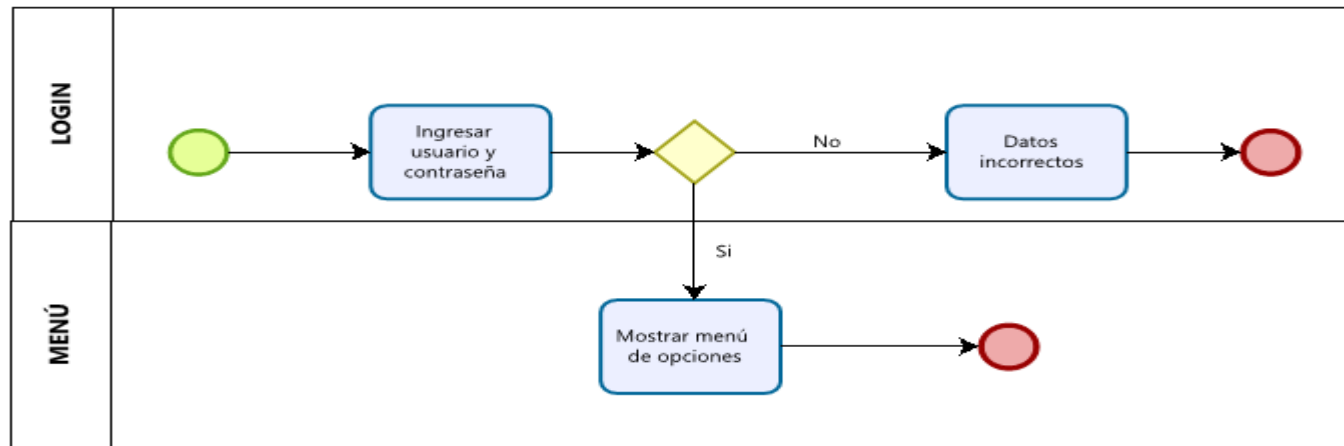 LOGIN
Ingresar
usuario y
contraseña
No
Datos
incorrectos
Si
MENÚ
Mostrar menú
de opciones